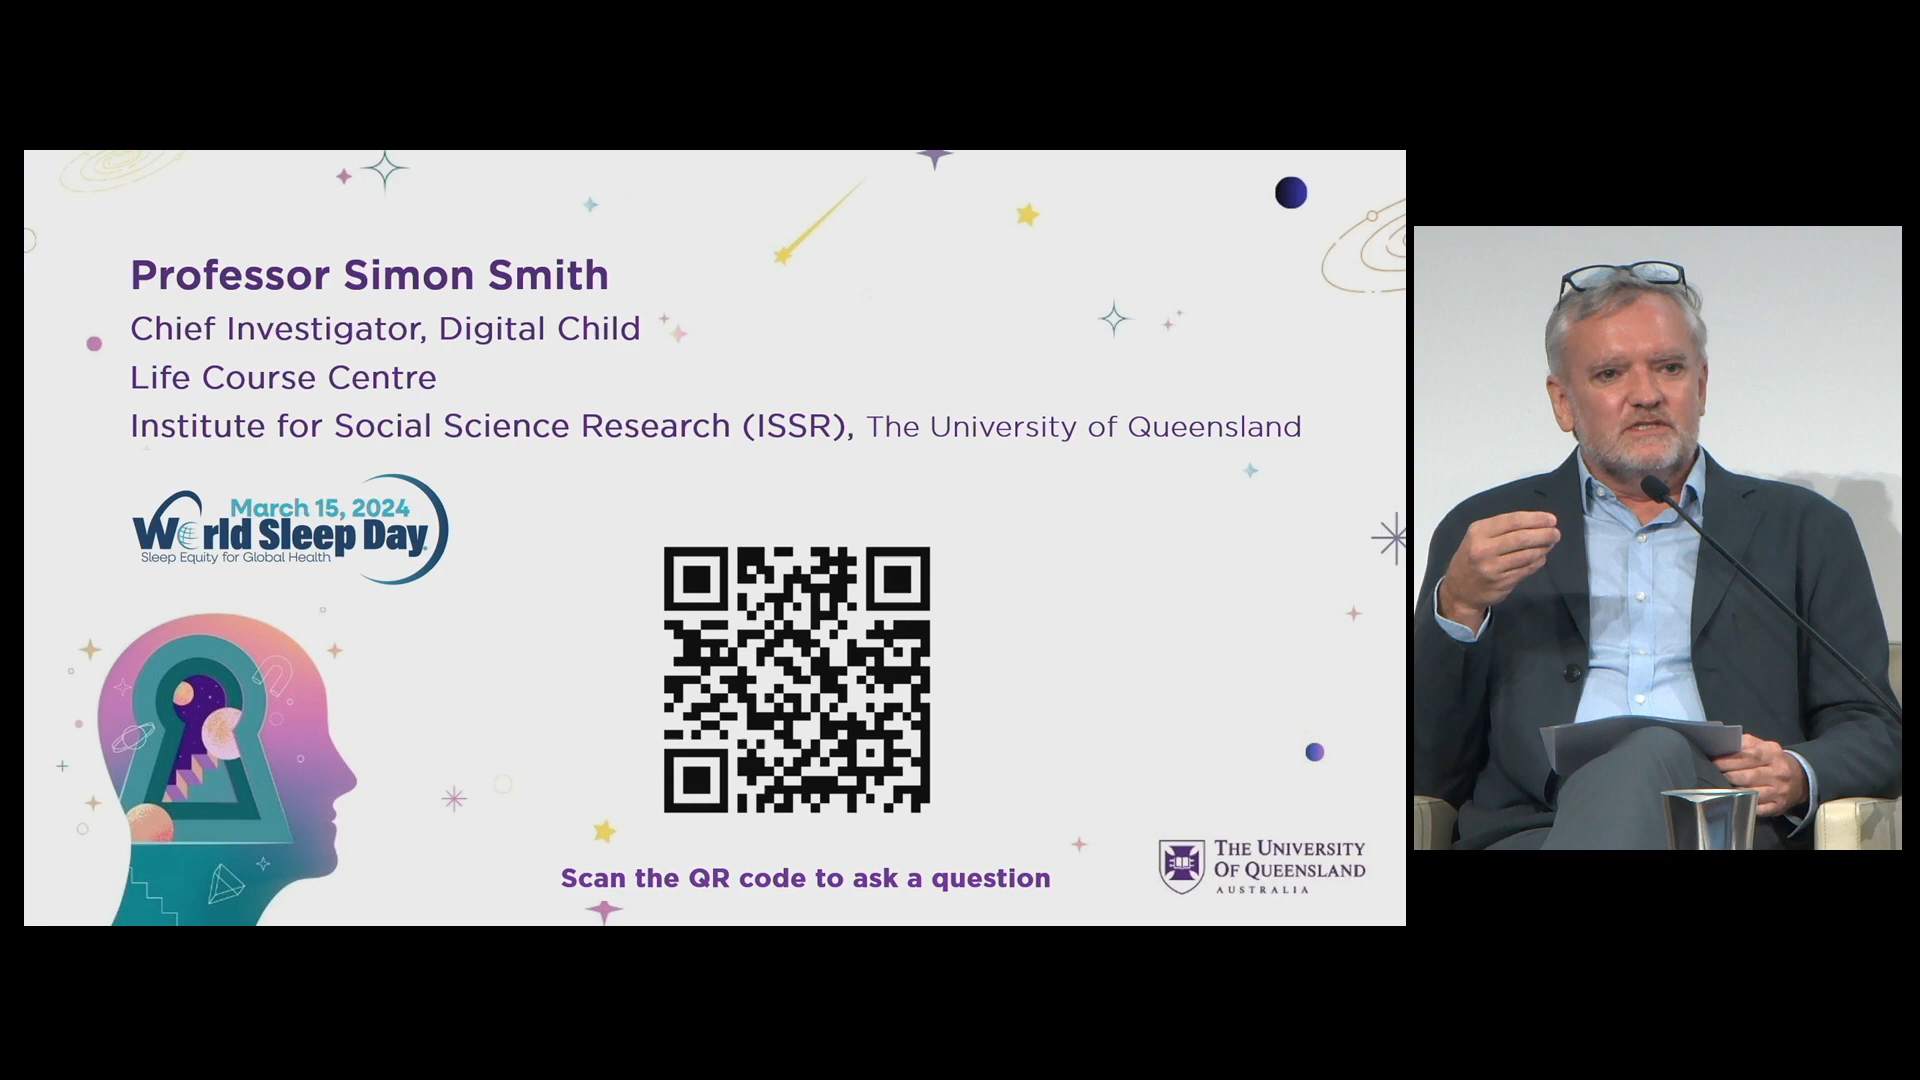 Professor Simon Smith
Chief Investigator, Digital Child
Life Course Centre
Institute for Social Science Research (ISSR), The University of Queensland
March 15, 2024
World Sleep Day
Sleep Equity for Global Health
Scan the QR code to ask a question
THE UNIVERSITY
OF QUEENSLAND
AUSTRALIA